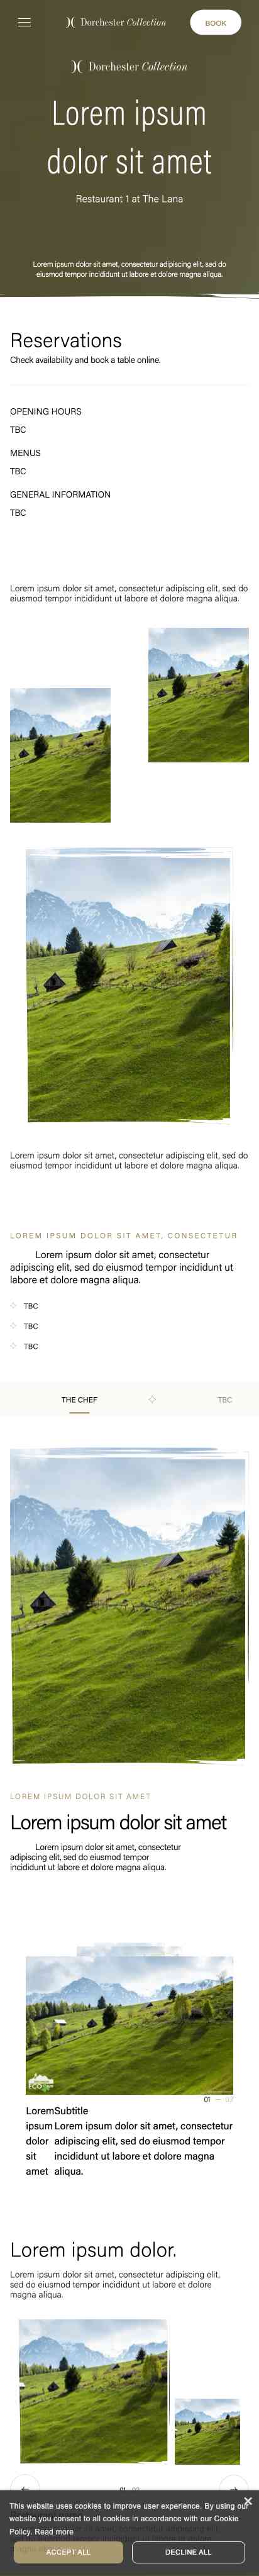 Dorchester Collection
BOOK
Dorchester Collection
Lorem ipsum
dolor sit amet
Restaurant 1 at The Lana
Lorem ipsum dolor sit amet, consectetur adipiscing elit, sed do
eiusmod tempor incididunt ut labore et dolore magna aliqua.
Reservations
Check availability and book a table online.
OPENING HOURS
TBC
MENUS
TBC
GENERAL INFORMATION
TBC
Lorem ipsum dolor sit amet, consectetur adipiscing elit, sed do
eiusmod tempor incididunt ut labore et dolore magna aliqua.
Lorem ipsum dolor sit amet, consectetur adipiscing elit, sed do
eiusmod tempor incididunt ut labore et dolore magna aliqua.
LOREM IPSUM DOLOR SIT AMET, CONSECTETUR
Lorem ipsum dolor sit amet, consectetur
adipiscing elit, sed do eiusmod tempor incididunt ut
labore et dolore magna aliqua.
TBC
TBC
TBC
THE CHEF
TBC
LOREM IPSUM DOLOR SIT AMET
Lorem ipsum dolor sit amet
Lorem ipsum dolor sit amet, consectetur
adipiscing elit, sed do eiusmod tempor
incididunt ut labore et dolore magna aliqua.
01 — 02
Lorem
ipsum
dolor
sit
amet
Subtitle
Lorem ipsum dolor sit amet, consectetur
adipiscing elit, sed do eiusmod tempor
incididunt ut labore et dolore magna
aliqua.
Lorem ipsum dolor.
Lorem ipsum dolor sit amet, consectetur adipiscing elit,
sed do eiusmod tempor incididunt ut labore et dolore
magna aliqua.
This website uses cookies to improve user experience. By using our
website you consent to all cookies in accordance with our Cookie
Policy. Read more
ACCEPT ALL
DECLINE ALL